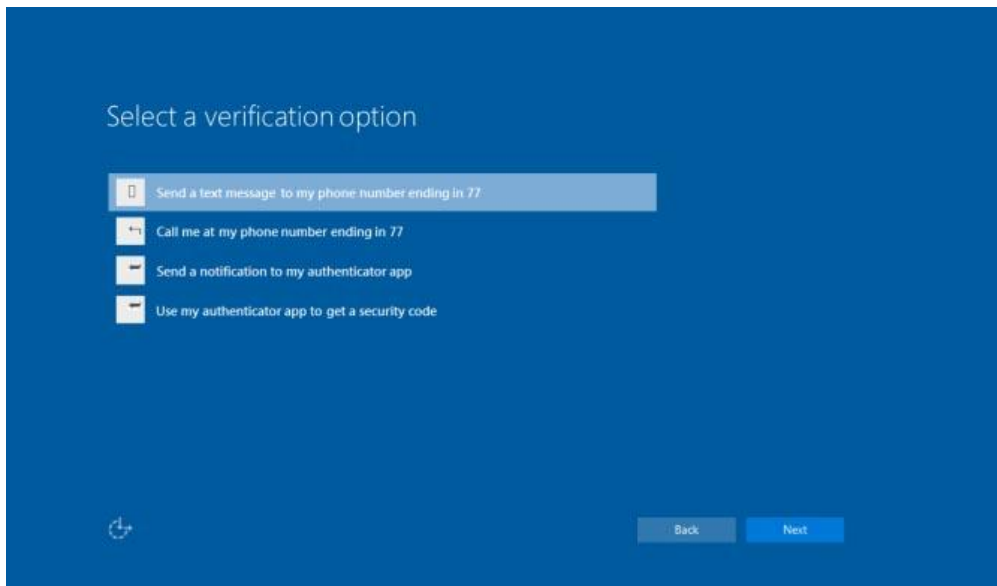 Select a verification option
Send a text message to my phone number ending in 77
Call me at my phone number ending in 77
Send a notification to my authenticator app
Use my authenticator app to get a security code
Back
Next